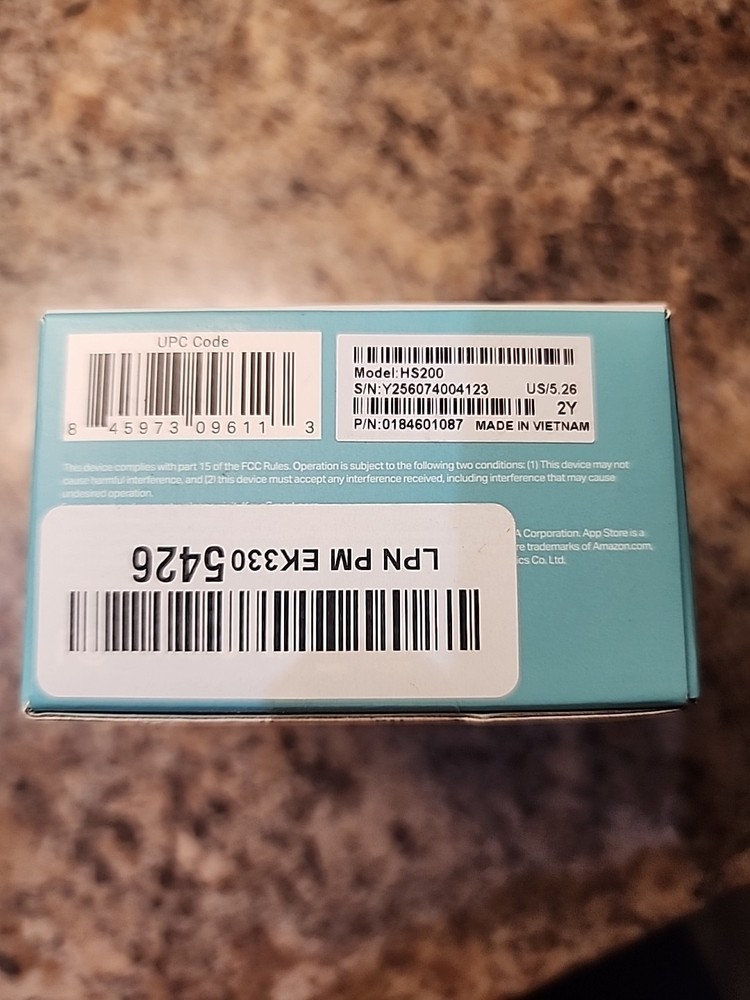 UPC Code
8 45973 09611 3
Model:HS200
S/N:Y256074004123 US/5.26
2Y
P/N:0184601087 MADE IN VIETNAM
This device complies with part 15 of the FCC Rules. Operation is subject to the following two conditions: (1) This device may not
cause harmful interference, and (2) this device must accept any interference received, including interference that may cause
undesired operation.
A Corporation. App Store is a
re trademarks of Amazon.com,
cs Co. Ltd.
LPN PM EK3305426